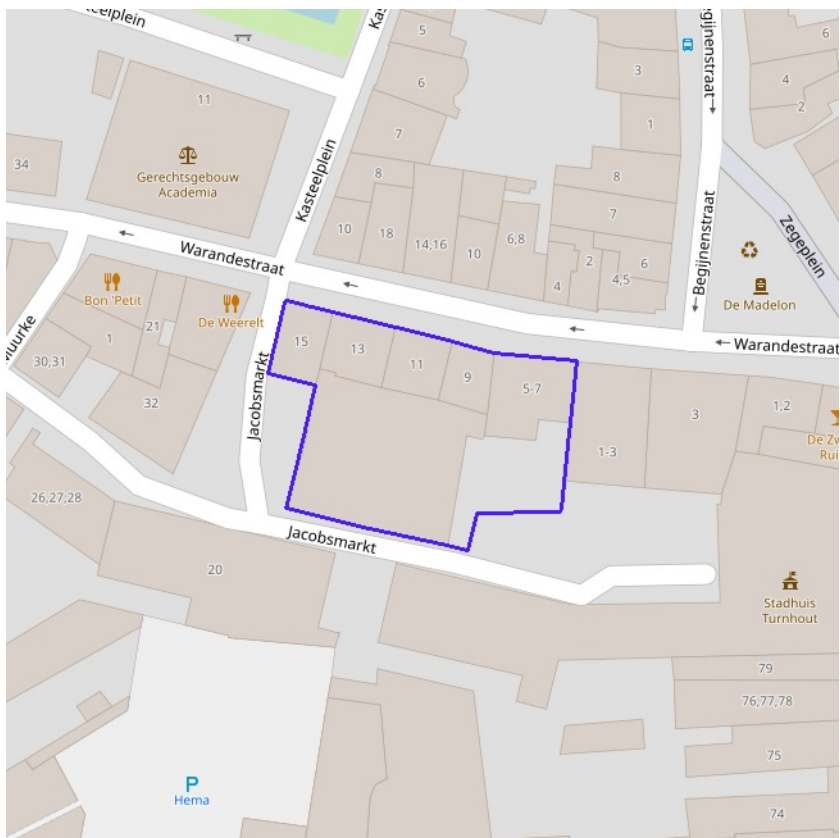 Kasteelplein
5
6
7
8
10
18
14,16
10
6,8
4
2
4,5
6
7
8
1
3
Begijnenstraat
6
4
2
11
Gerechtsgebouw
Academia
34
Kasteelplein
Warandestraat
Begijnenstraat
Zegeplein
De Madelon
Warandestraat
Bon 'Petit
De Weerelt
21
1
30,31
32
Jacobsmarkt
15
13
11
9
5-7
1-3
3
1,2
26,27,28
20
Jacobsmarkt
Stadhuis
Turnhout
79
76,77,78
75
74
P
Hema